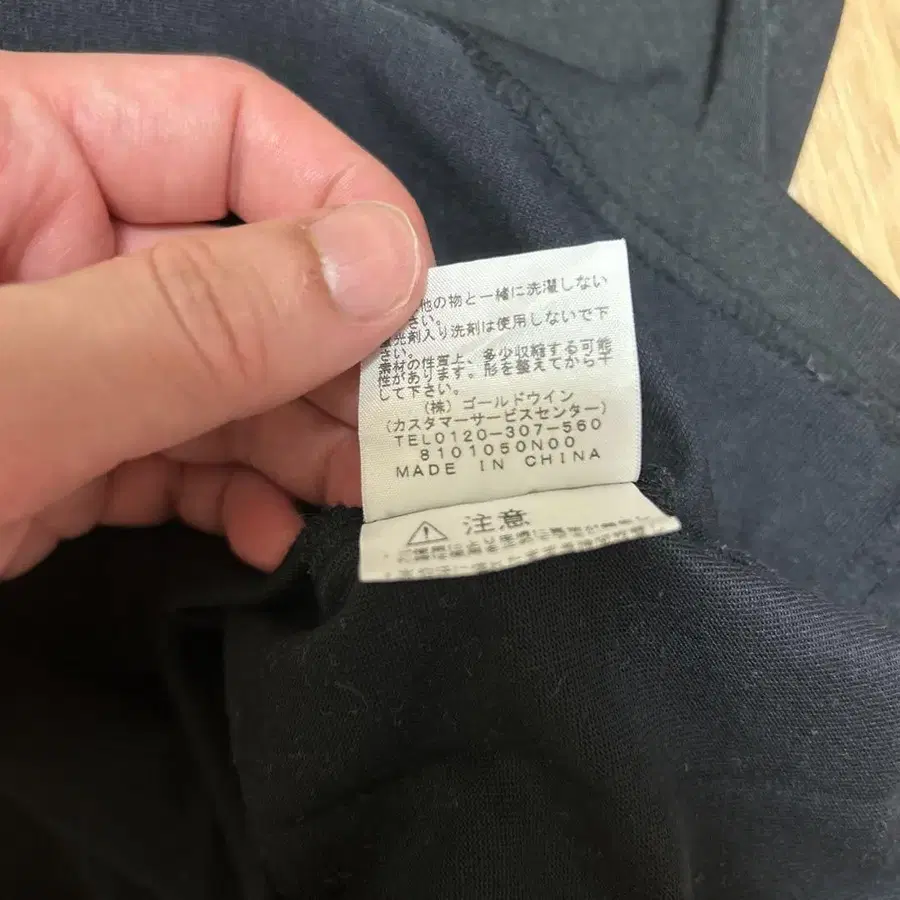 他の物と一緒に洗濯しない
さい。
光剤入り洗剤は使用しないで下
さい。
素材の性質上、多少収縮する可能
性があります。形を整えてから干
して下さい。
(株)ゴールドウイン
(カスタマーサービスセンター)
TEL0120-307-560
8101050N00
MADE IN CHINA
注意